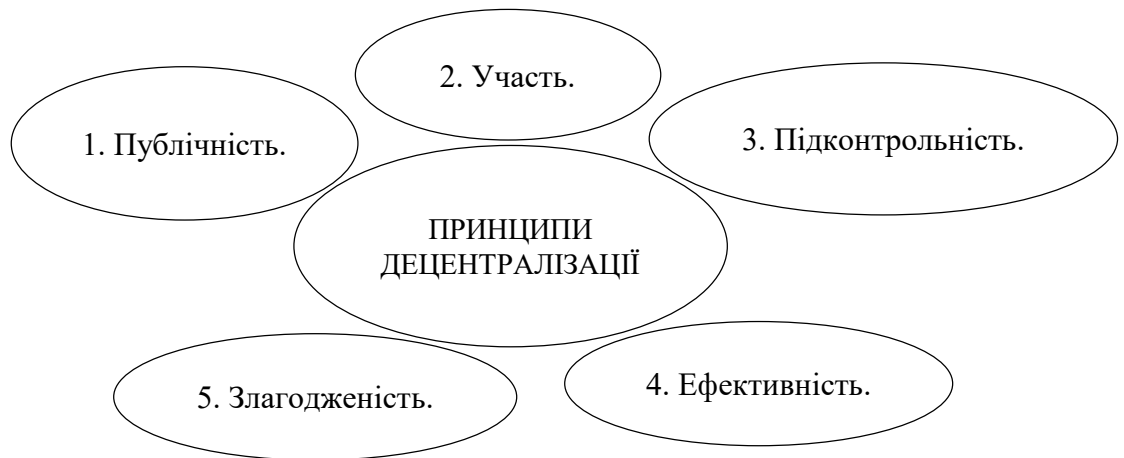 2. Участь.
1. Публічність.
3. Підконтрольність.
ПРИНЦИПИ
ДЕЦЕНТРАЛІЗАЦІЇ
5. Злагодженість.
4. Ефективність.